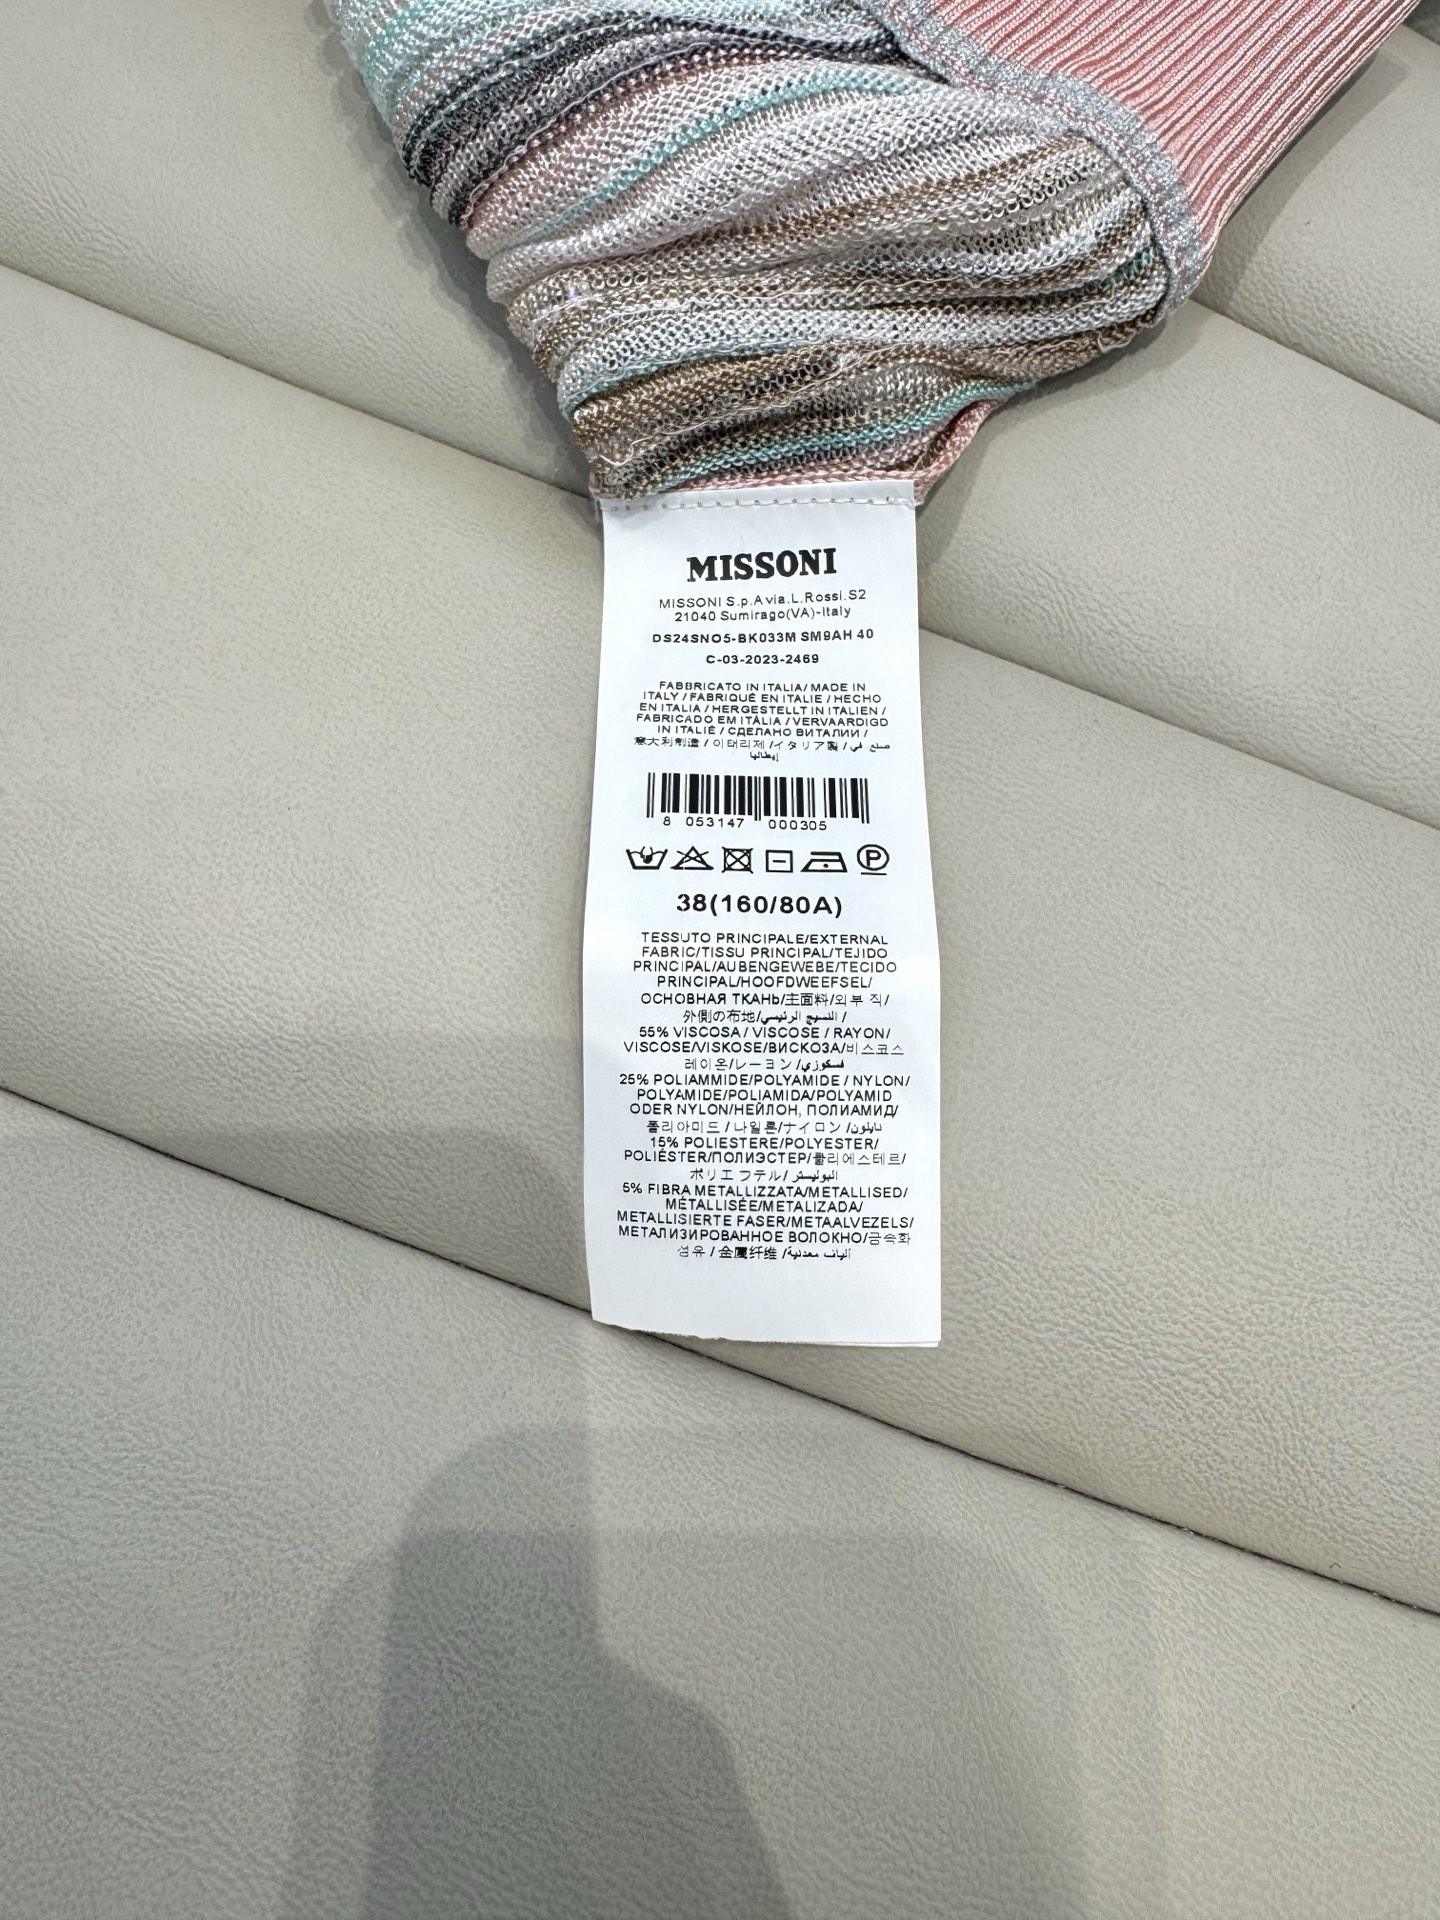 MISSONI
MISSONI S.p.A via.L.Rossi.S2
21040 Sumirago(VA)-Italy
DS24SNO5-BK033M SM9AH 40
C-03-2023-2469
FABBRICATO IN ITALIA/ MADE IN
ITALY / FABRIQUÉ EN ITALIE / HECHO
EN ITALIA / HERGESTELLT IN ITALIEN /
FABRICADO EM ITÁLIA / VERVAARDIGD
IN ITALIË / СДЕЛАНО ВИТАЛИИ /
意大利制造 / 이태리제 /イタリア製 / صنع في
إيطاليا
8 053147 000305
P
38(160/80A)
TESSUTO PRINCIPALE/EXTERNAL
FABRIC/TISSU PRINCIPAL/TEJIDO
PRINCIPAL/AUBENGEWEBE/TECIDO
PRINCIPAL/HOOFDWEEFSEL/
ОСНОВНАЯ ТКАНЬ/主面料/외부 직/
外側の布地/النسيج الرئيسي /
55% VISCOSA / VISCOSE / RAYON/
VISCOSE/VISKOSE/ВИСКОЗА/비스코스
레이온/レーヨン /فسكوزي
25% POLIAMMIDE/POLYAMIDE / NYLON/
POLYAMIDE/POLIAMIDA/POLYAMID
ODER NYLON/НЕЙЛОН, ПОЛИАМИД/
폴리아미드 / 나일론/ナイロン /نايلون
15% POLIESTERE/POLYESTER/
POLIÉSTER/ПОЛИЭСТЕР/폴리에스테르/
ポリエフテル/ البوليستر
5% FIBRA METALLIZZATA/METALLISED/
MÉTALLISÉE/METALIZADA/
METALLISIERTE FASER/METAALVEZELS/
МЕТАЛИЗИРОВАННОЕ ВОЛОКНО/금속화
섬유 / 金属纤维 /ألياف معدنية